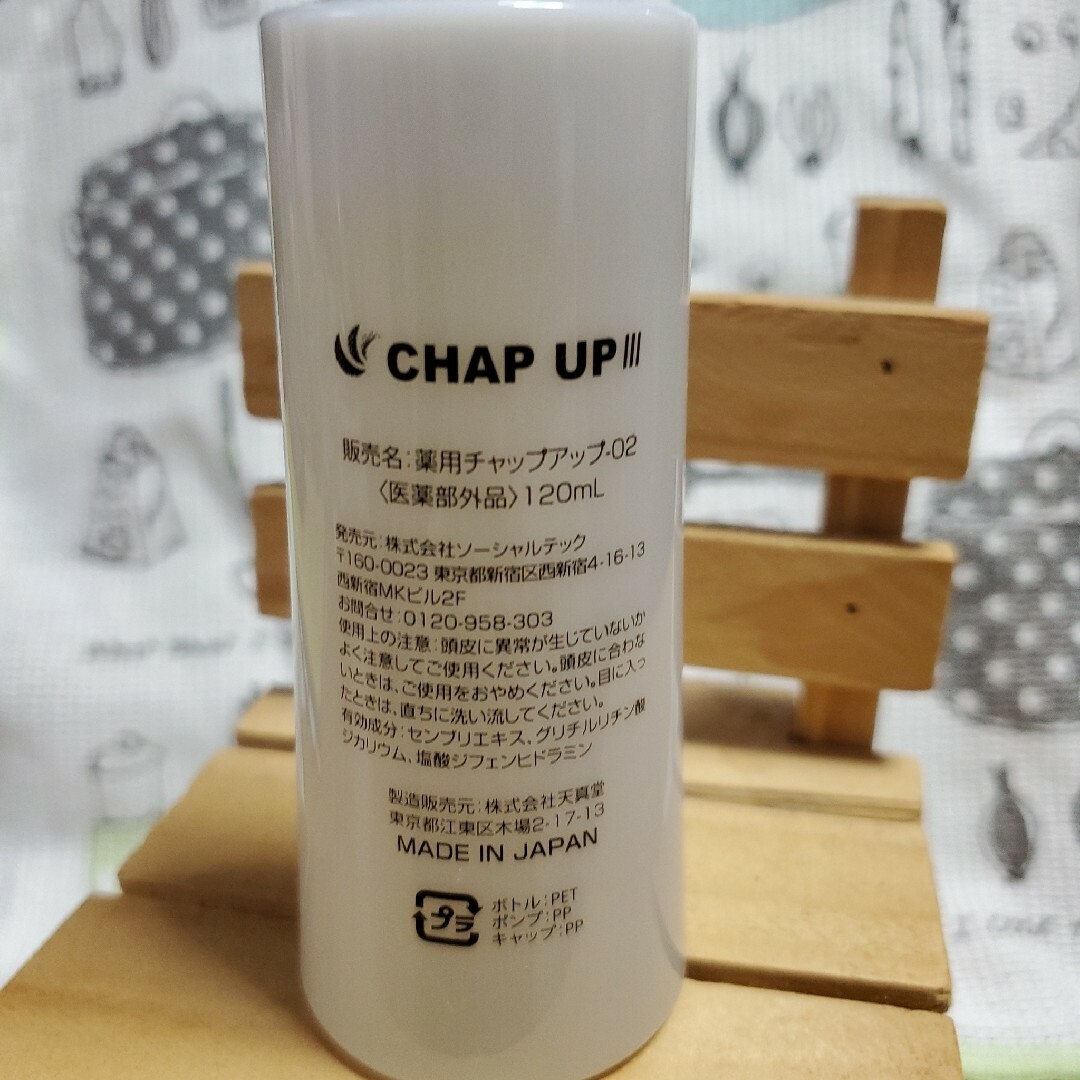 CHAP UP III
販売名:薬用チャップアップ-02
〈医薬部外品〉120mL
発売元:株式会社ソーシャルテック
〒160-0023 東京都新宿区西新宿4-16-13
西新宿MKビル2F
お問合せ:0120-958-303
使用上の注意:頭皮に異常が生じていないか
よく注意してご使用ください。頭皮に合わな
いときは、ご使用をおやめください。目に入っ
たときは、直ちに洗い流してください。
有効成分:センブリエキス、グリチルリチン酸
ジカリウム、塩酸ジフェンヒドラミン
製造販売元:株式会社天真堂
東京都江東区木場2-17-13
MADE IN JAPAN
プラ
ボトル:PET
ポンプ:PP
キャップ:PP